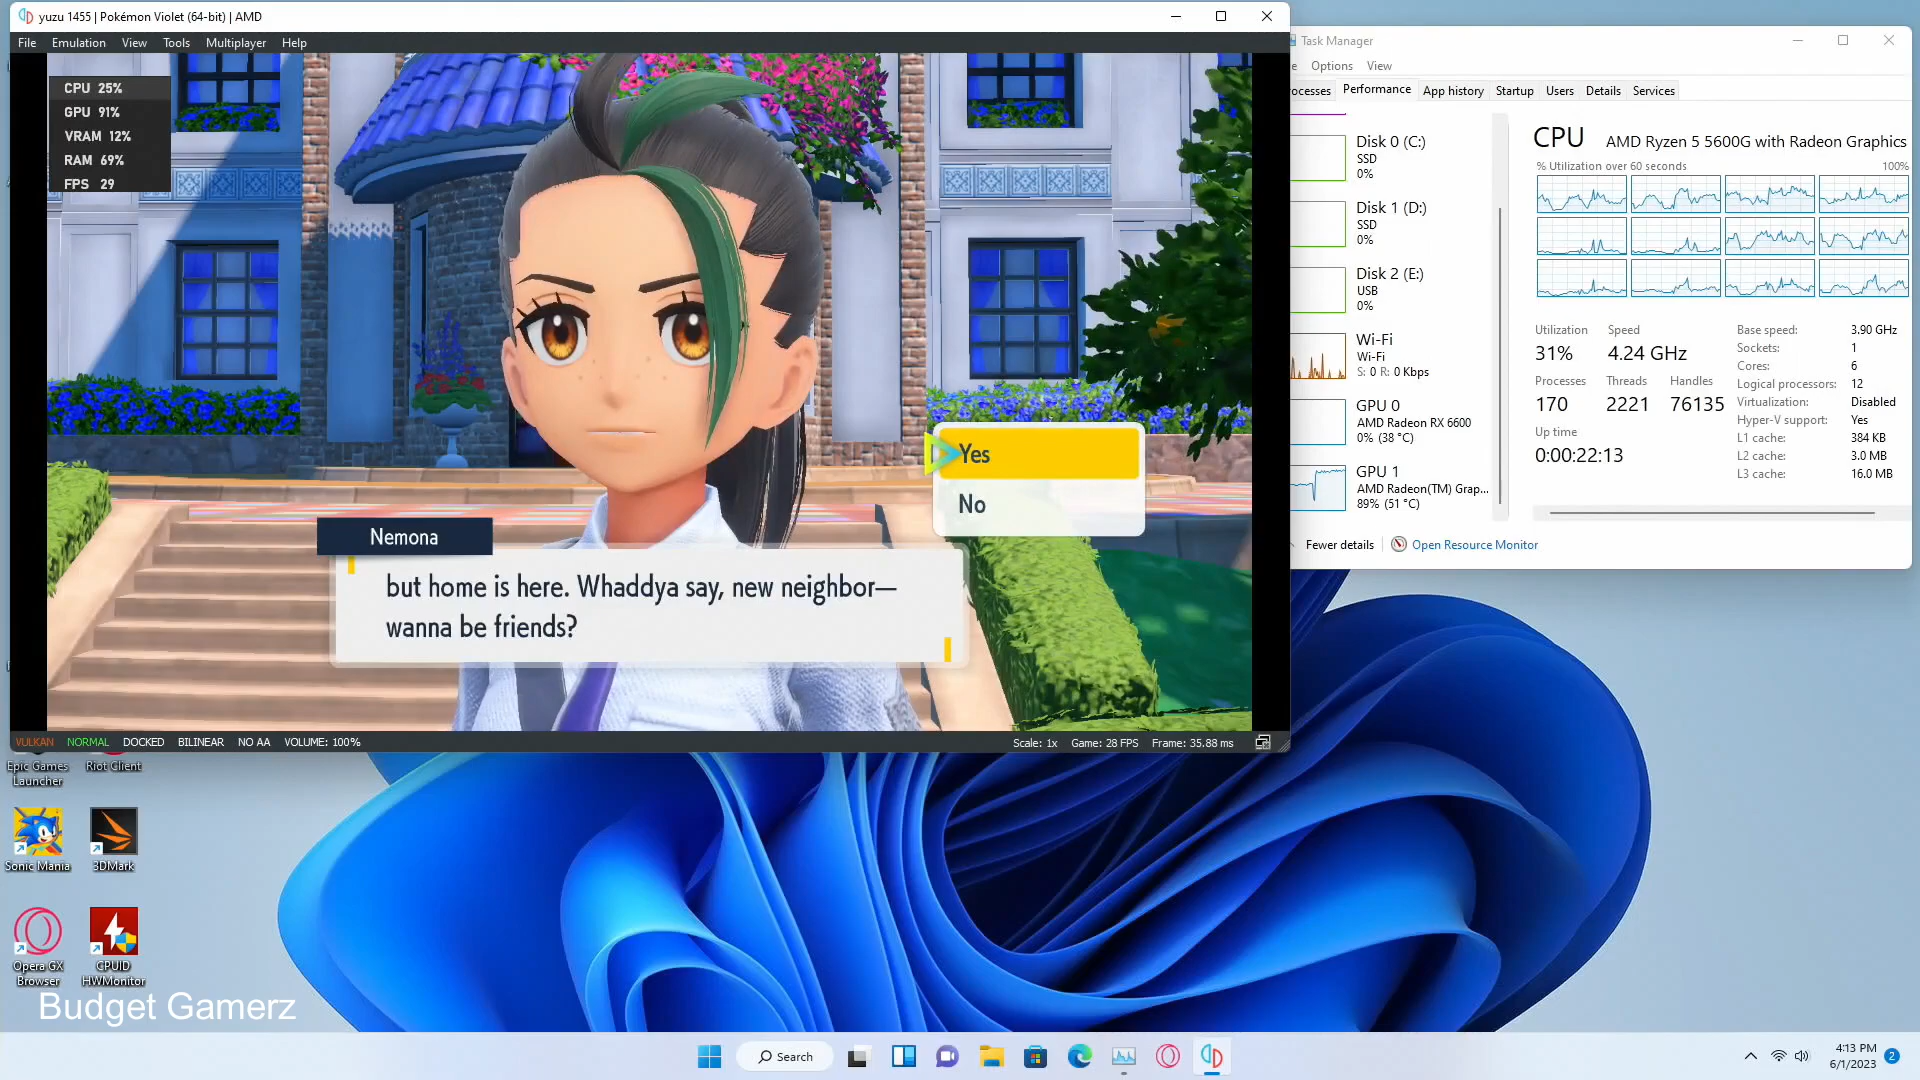 yuzu 1455 | Pokémon Violet (64-bit) | AMD
File Emulation View Tools Multiplayer Help
CPU 25%
GPU 91%
VRAM 12%
RAM 69%
FPS 29
Yes
No
Nemona
but home is here. Whaddya say, new neighbor—
wanna be friends?
VULKAN NORMAL DOCKED BILINEAR NO AA VOLUME: 100%
Scale: 1x Game: 28 FPS Frame: 35.88 ms
Task Manager
Options View
Performance App history Startup Users Details Services
Disk 0 (C:)
SSD
0%
Disk 1 (D:)
SSD
0%
Disk 2 (E:)
USB
0%
Wi-Fi
Wi-Fi
S: 0 R: 0 Kbps
GPU 0
AMD Radeon RX 6600
0% (38 °C)
GPU 1
AMD Radeon(TM) Grap...
89% (51 °C)
CPU AMD Ryzen 5 5600G with Radeon Graphics
% Utilization over 60 seconds 100%
Utilization Speed
31% 4.24 GHz
Processes Threads Handles
170 2221 76135
Up time
0:00:22:13
Base speed: 3.90 GHz
Sockets: 1
Cores: 6
Logical processors: 12
Virtualization: Disabled
Hyper-V support: Yes
L1 cache: 384 KB
L2 cache: 3.0 MB
L3 cache: 16.0 MB
Fewer details Open Resource Monitor
Epic Games
Launcher
Riot Client
Sonic Mania
3DMark
Opera GX
Browser
CPUID
HWMonitor
Budget Gamerz
Search
4:13 PM
6/1/2023
2